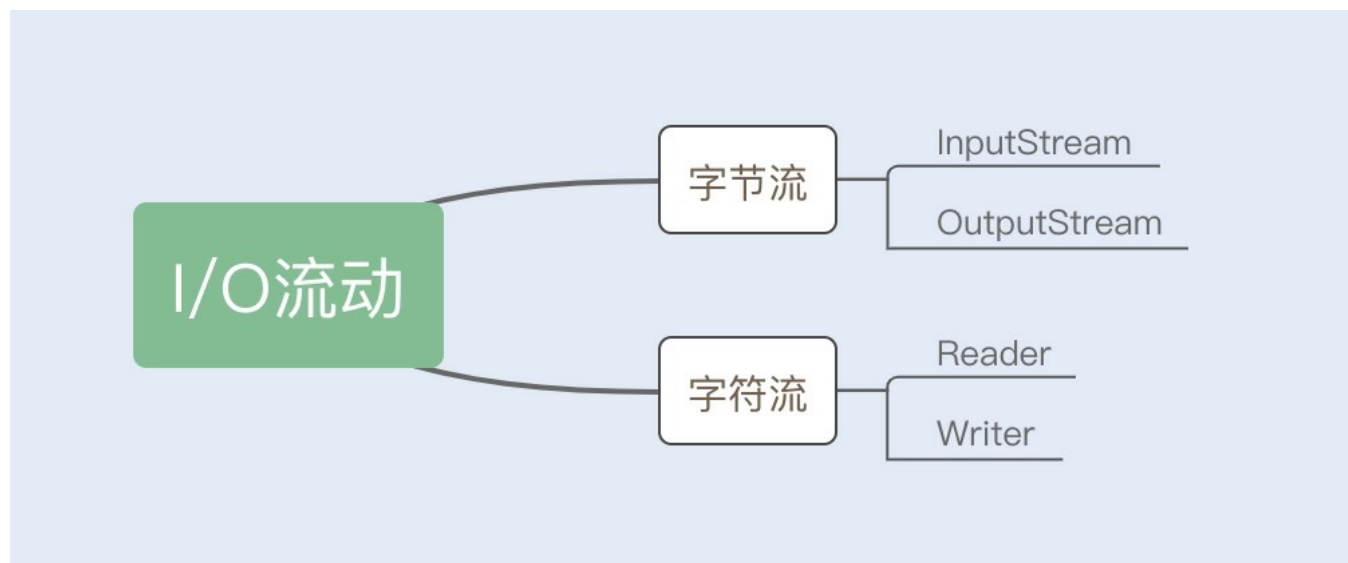 I/O流动
字节流
InputStream
OutputStream
字符流
Reader
Writer